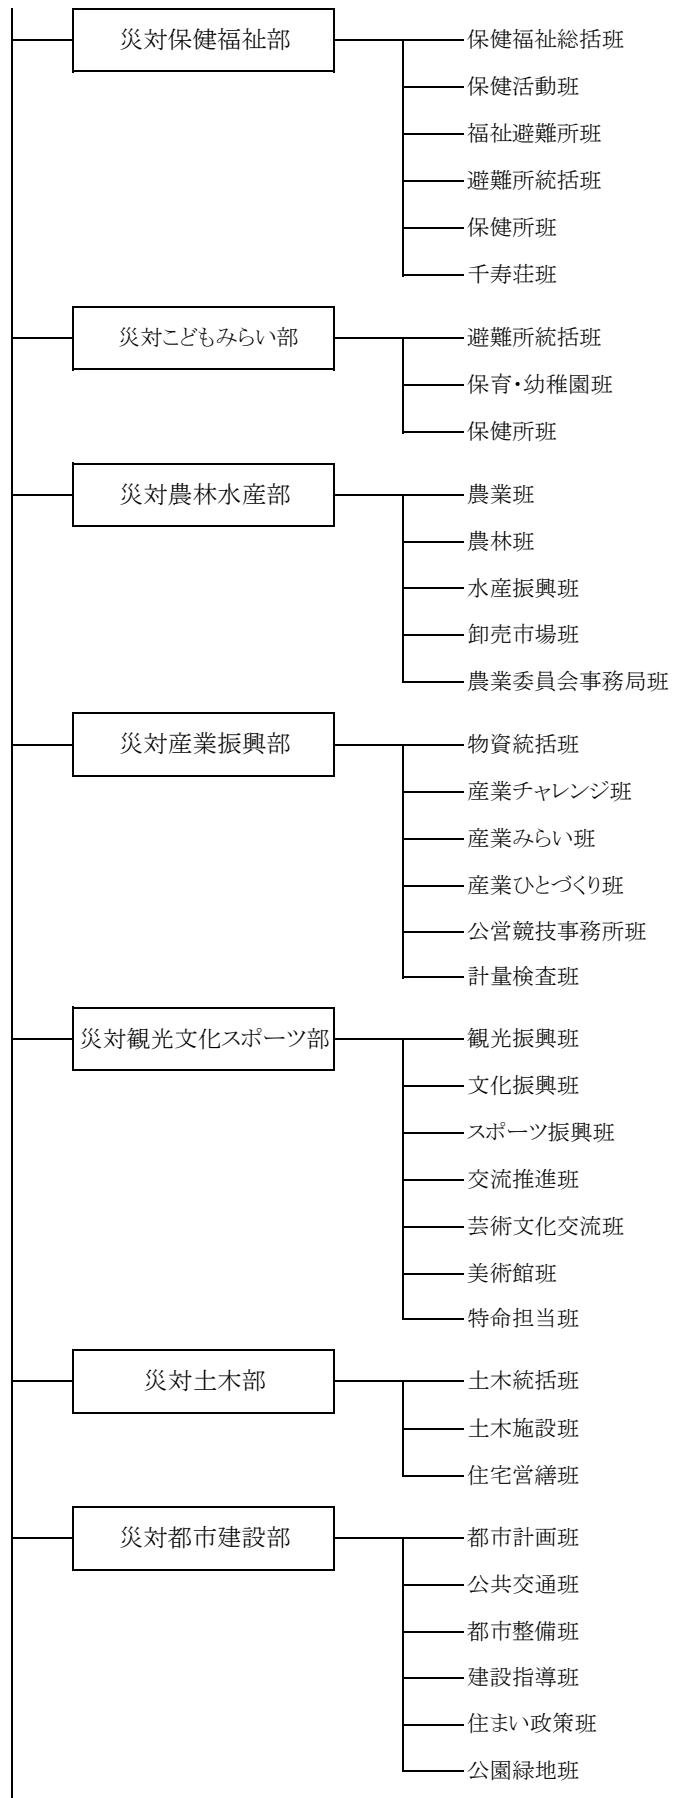 災対保健福祉部
保健福祉総括班
保健活動班
福祉避難所班
避難所統括班
保健所班
千寿荘班
災対こどもみらい部
避難所統括班
保育・幼稚園班
保健所班
災対農林水産部
農業班
農林班
水産振興班
卸売市場班
農業委員会事務局班
災対産業振興部
物資統括班
産業チャレンジ班
産業みらい班
産業ひとづくり班
公営競技事務所班
計量検査班
災対観光文化スポーツ部
観光振興班
文化振興班
スポーツ振興班
交流推進班
芸術文化交流班
美術館班
特命担当班
災対土木部
土木統括班
土木施設班
住宅営繕班
災対都市建設部
都市計画班
公共交通班
都市整備班
建設指導班
住まい政策班
公園緑地班